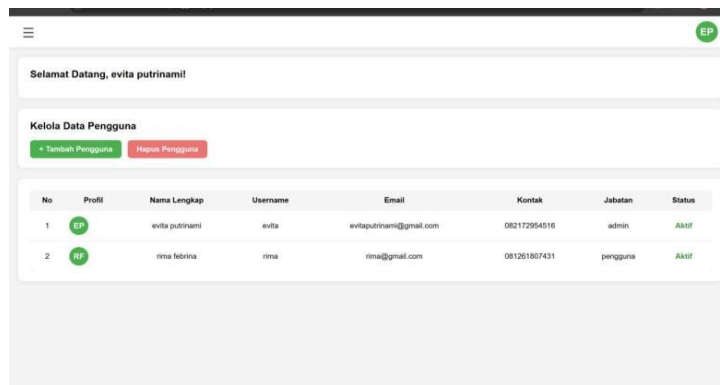 ☰ EP
Selamat Datang, evita putrinami!
Kelola Data Pengguna
+ Tambah Pengguna Hapus Pengguna
No Profil Nama Lengkap Username Email Kontak Jabatan Status
1 EP evita putrinami evita evitaputrinami@gmail.com 082172954516 admin Aktif
2 RF rima febrina rima rima@gmail.com 081261807431 pengguna Aktif